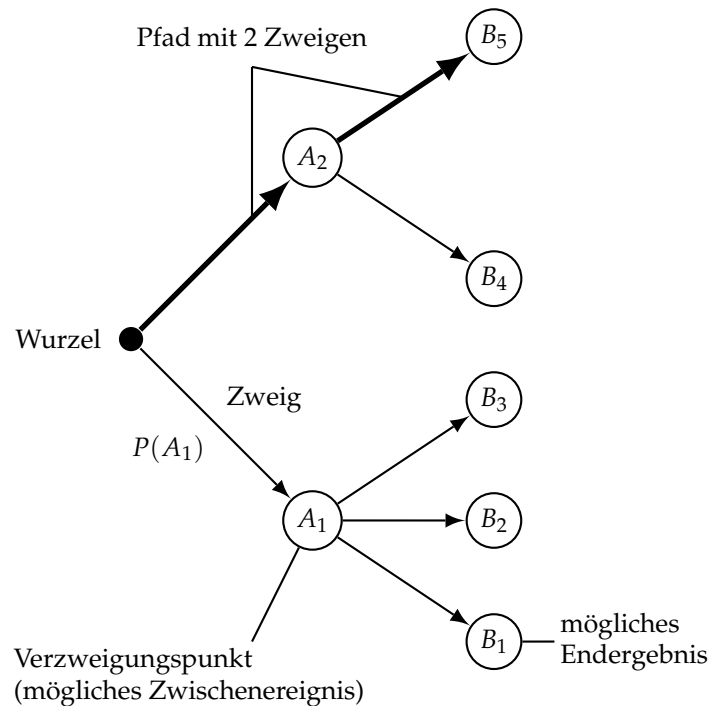 Pfad mit 2 Zweigen
B5
A2
B4
Wurzel
Zweig
B3
P(A1)
A1
B2
B1
mögliches
Endergebnis
Verzweigungspunkt
(mögliches Zwischenereignis)